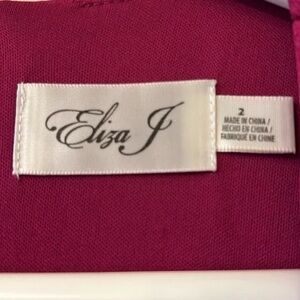 Eliza J
2
MADE IN CHINA /
HECHO EN CHINA /
FABRIQUÉ EN CHINE